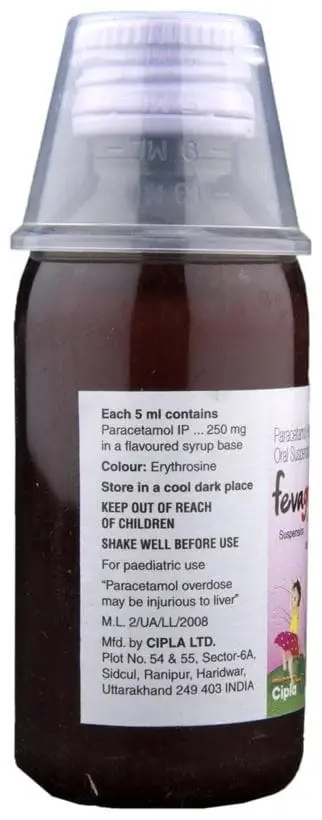 Each 5 ml contains
Paracetamol IP ... 250 mg
in a flavoured syrup base
Colour: Erythrosine
Store in a cool dark place
KEEP OUT OF REACH
OF CHILDREN
SHAKE WELL BEFORE USE
For paediatric use
“Paracetamol overdose
may be injurious to liver”
M.L. 2/UA/LL/2008
Mfd. by CIPLA LTD.
Plot No. 54 & 55, Sector-6A,
Sidcul, Ranipur, Haridwar,
Uttarakhand 249 403 INDIA
Paracetamol
Oral
Suspension
Cipla